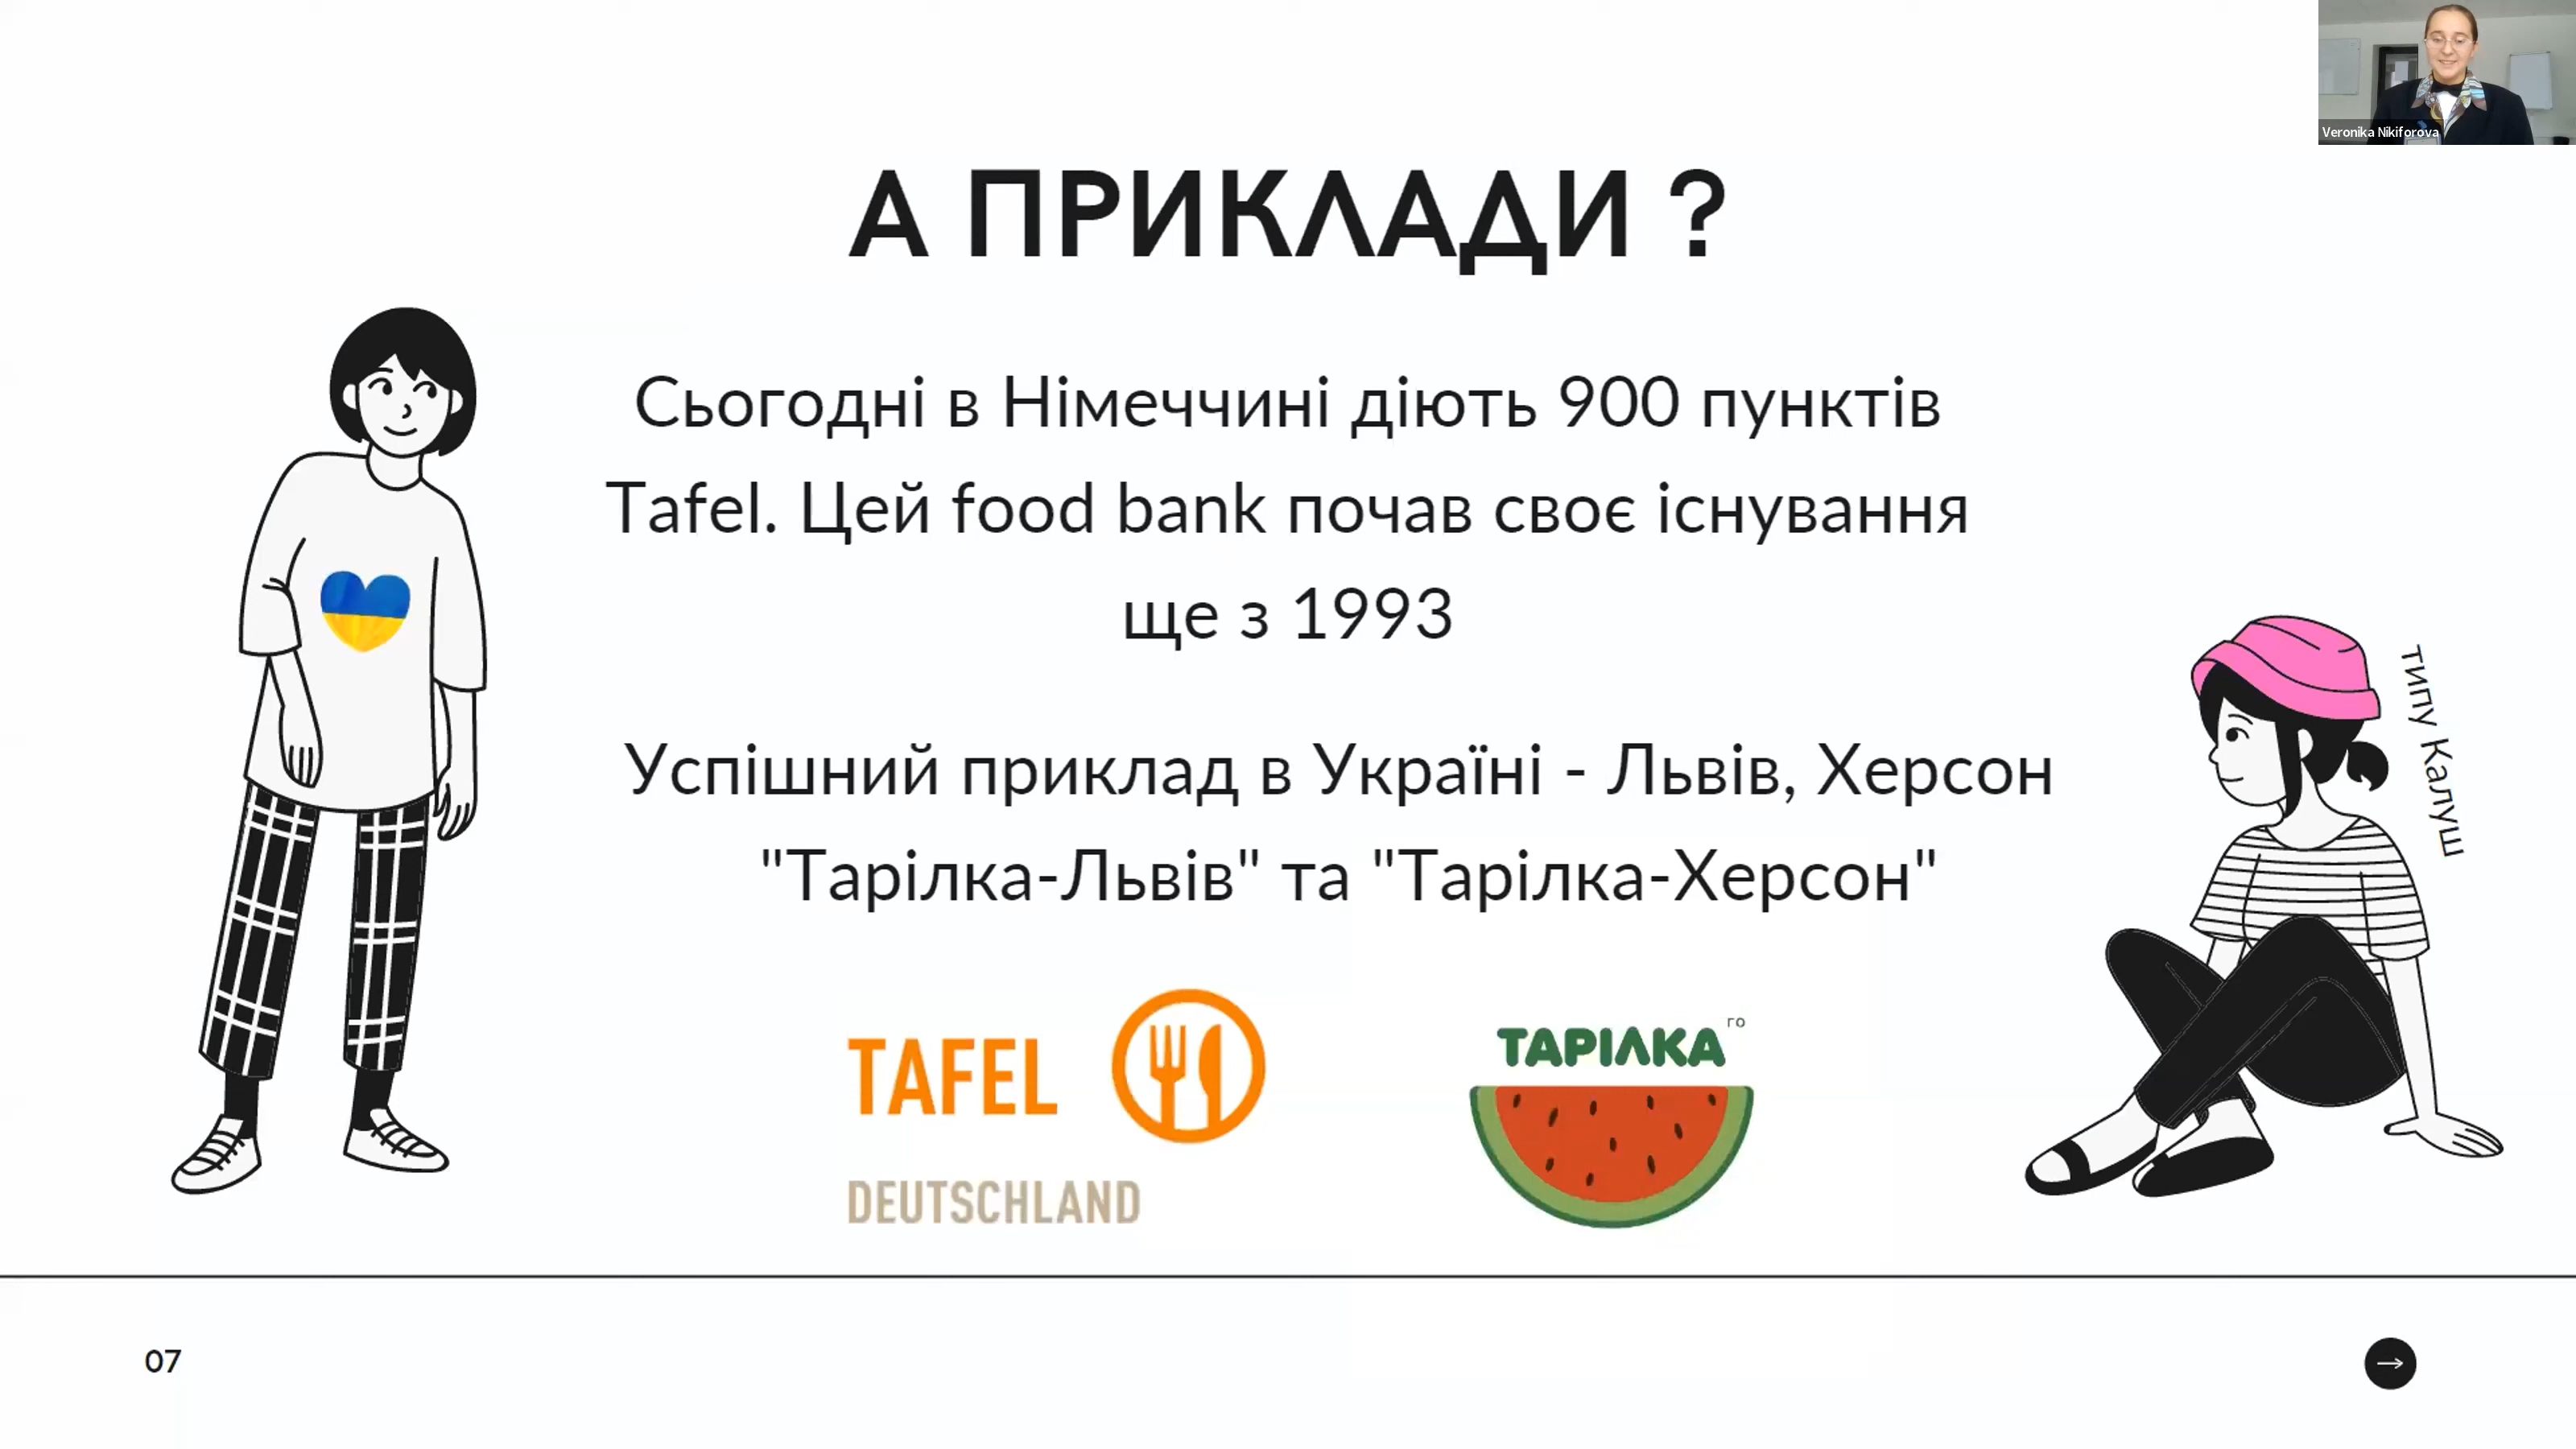 Veronika Nikiforova
А ПРИКЛАДИ ?
Сьогодні в Німеччині діють 900 пунктів
Tafel. Цей food bank почав своє існування
ще з 1993
Успішний приклад в Україні - Львів, Херсон
"Тарілка-Львів" та "Тарілка-Херсон"
типу Калуш
TAFEL
DEUTSCHLAND
ТАРІЛКА ГО
07